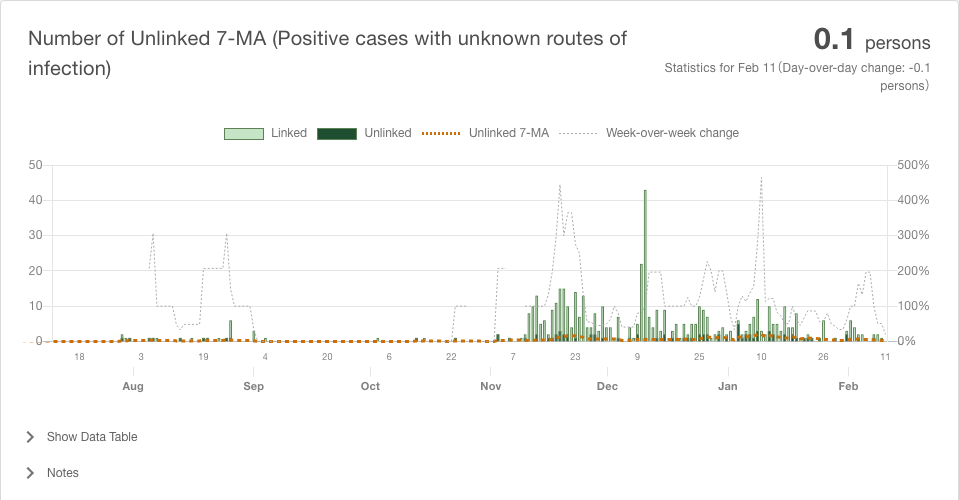 Number of Unlinked 7-MA (Positive cases with unknown routes of
infection)
0.1 persons
Statistics for Feb 11 (Day-over-day change: -0.1
persons)
Linked Unlinked Unlinked 7-MA Week-over-week change
50 500%
40 400%
30 300%
20 200%
10 100%
0 0%
18 3 19 4 20 6 22 7 23 9 25 10 26 11
Aug Sep Oct Nov Dec Jan Feb
Show Data Table
Notes